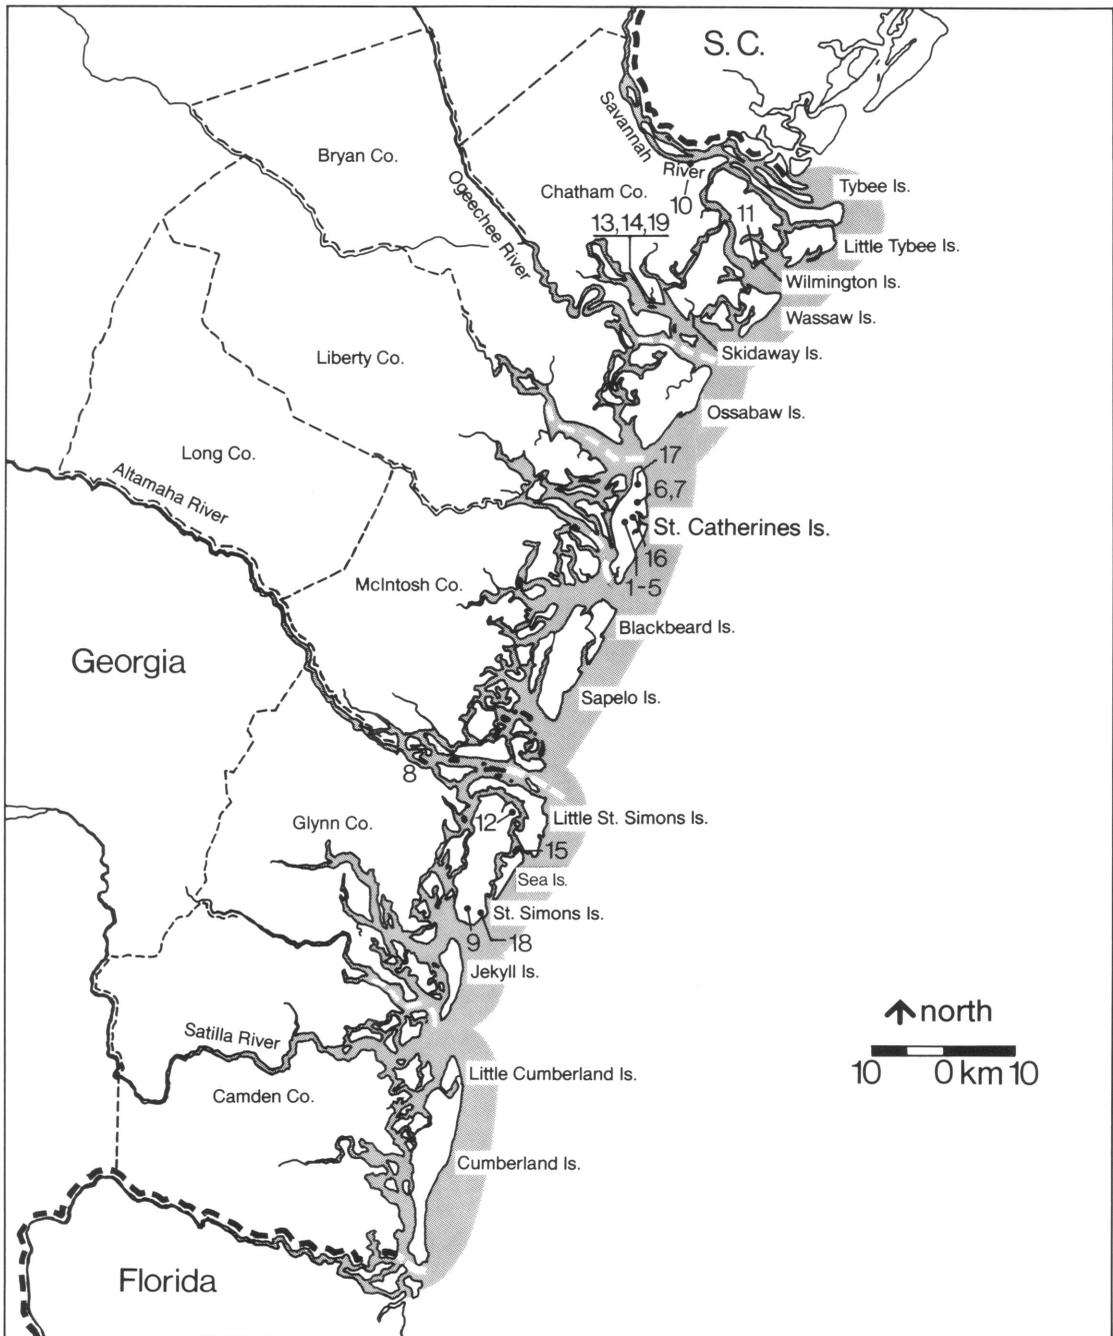 S. C.
Savannah
River
Bryan Co.
Ogeechee River
Chatham Co.
10
11
13, 14, 19
Tybee Is.
Little Tybee Is.
Wilmington Is.
Wassaw Is.
Skidaway Is.
Liberty Co.
Ossabaw Is.
Long Co.
17
6,7
Altamaha River
St. Catherines Is.
16
1-5
McIntosh Co.
Blackbeard Is.
Georgia
Sapelo Is.
8
Glynn Co.
12
Little St. Simons Is.
15
Sea Is.
St. Simons Is.
9
18
Jekyll Is.
north
Satilla River
10 0 km 10
Little Cumberland Is.
Camden Co.
Cumberland Is.
Florida